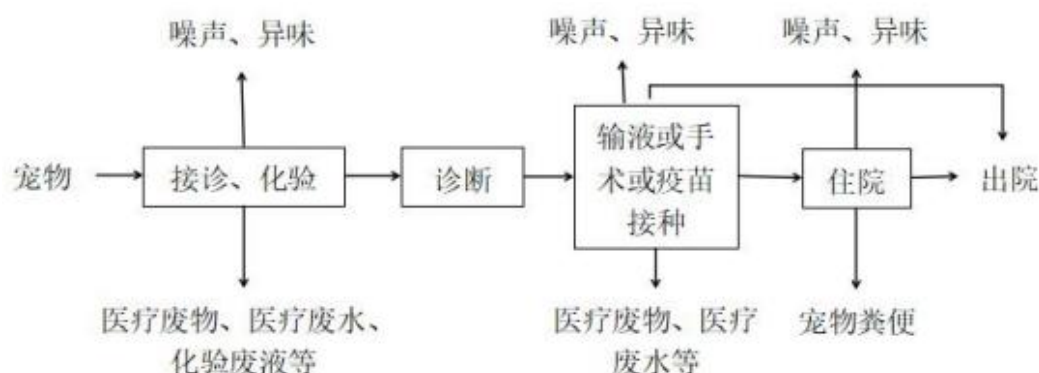 噪声、异味
噪声、异味
噪声、异味
宠物
接诊、化验
诊断
输液或手
术或疫苗
接种
住院
出院
医疗废物、医疗废水、
化验废液等
医疗废物、医疗
废水等
宠物粪便